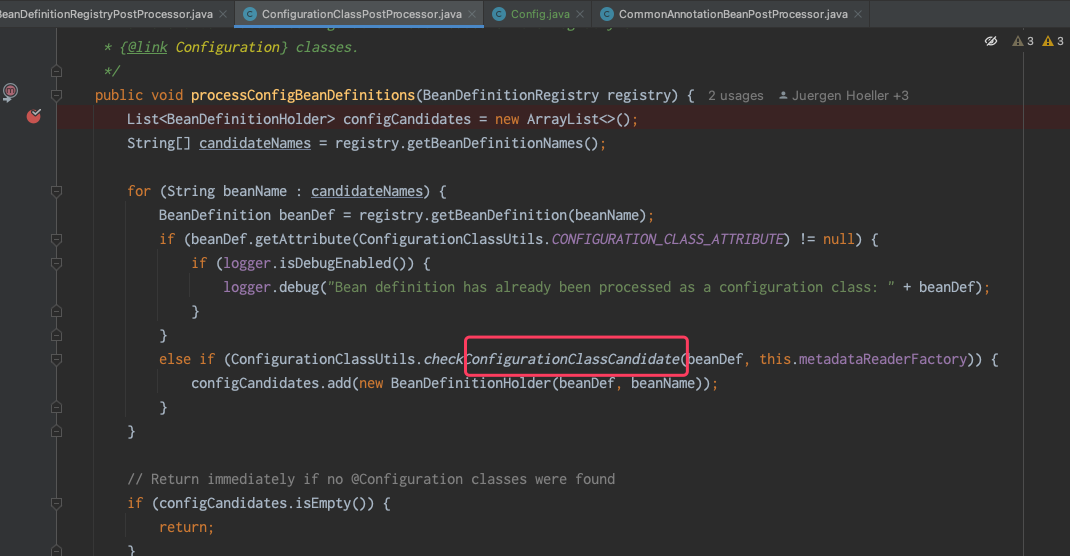 BeanDefinitionRegistryPostProcessor.java ConfigurationClassPostProcessor.java Config.java CommonAnnotationBeanPostProcessor.java
* {@link Configuration} classes.
3 3
*/
public void processConfigBeanDefinitions(BeanDefinitionRegistry registry) { 2 usages Juergen Hoeller +3
List<BeanDefinitionHolder> configCandidates = new ArrayList<>();
String[] candidateNames = registry.getBeanDefinitionNames();
for (String beanName : candidateNames) {
BeanDefinition beanDef = registry.getBeanDefinition(beanName);
if (beanDef.getAttribute(ConfigurationClassUtils.CONFIGURATION_CLASS_ATTRIBUTE) != null) {
if (logger.isDebugEnabled()) {
logger.debug("Bean definition has already been processed as a configuration class: " + beanDef);
}
}
else if (ConfigurationClassUtils.checkConfigurationClassCandidate(beanDef, this.metadataReaderFactory)) {
configCandidates.add(new BeanDefinitionHolder(beanDef, beanName));
}
}
// Return immediately if no @Configuration classes were found
if (configCandidates.isEmpty()) {
return;
}